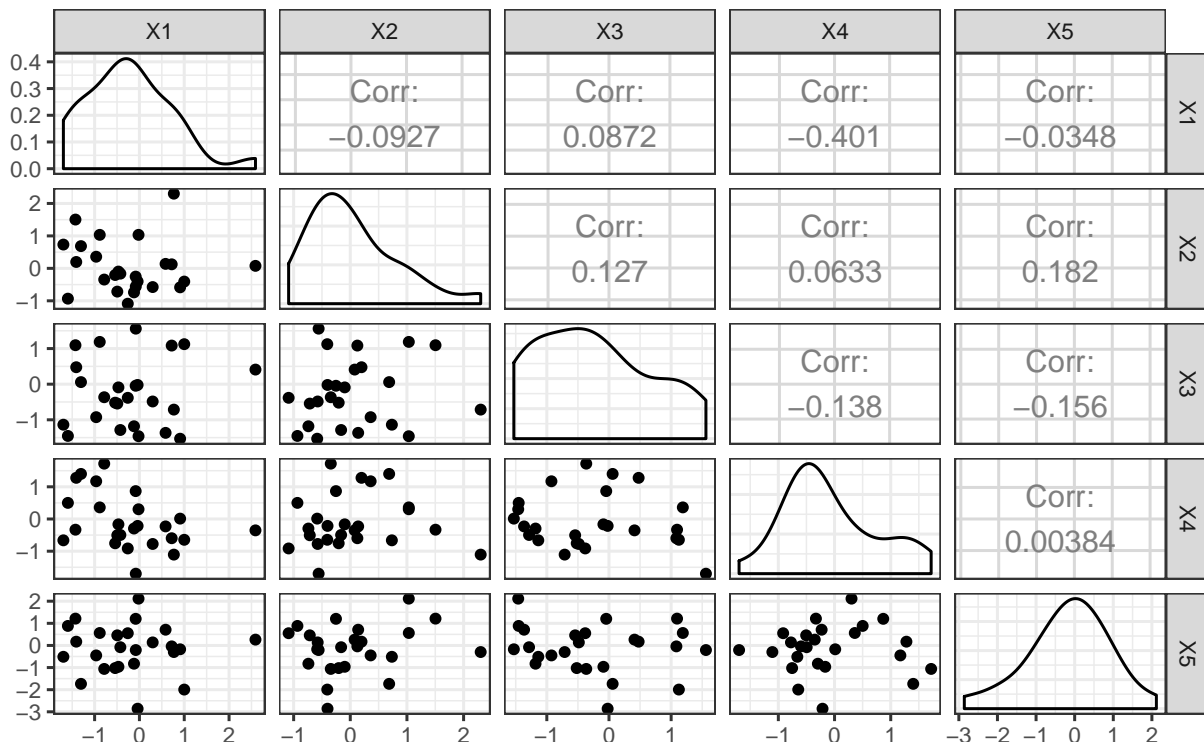 X1 X2 X3 X4 X5
0.4
0.3
0.2
0.1
0.0
Corr: Corr: Corr: Corr:
−0.0927 0.0872 −0.401 −0.0348
X1
2
1
0
−1
Corr: Corr: Corr:
0.127 0.0633 0.182
X2
1
0
−1
Corr: Corr:
−0.138 −0.156
X3
1
0
−1
Corr:
0.00384
X4
2
1
0
−1
−2
−3
X5
−1 0 1 2 −1 0 1 2 −1 0 1 −1 0 1 −3 −2 −1 0 1 2